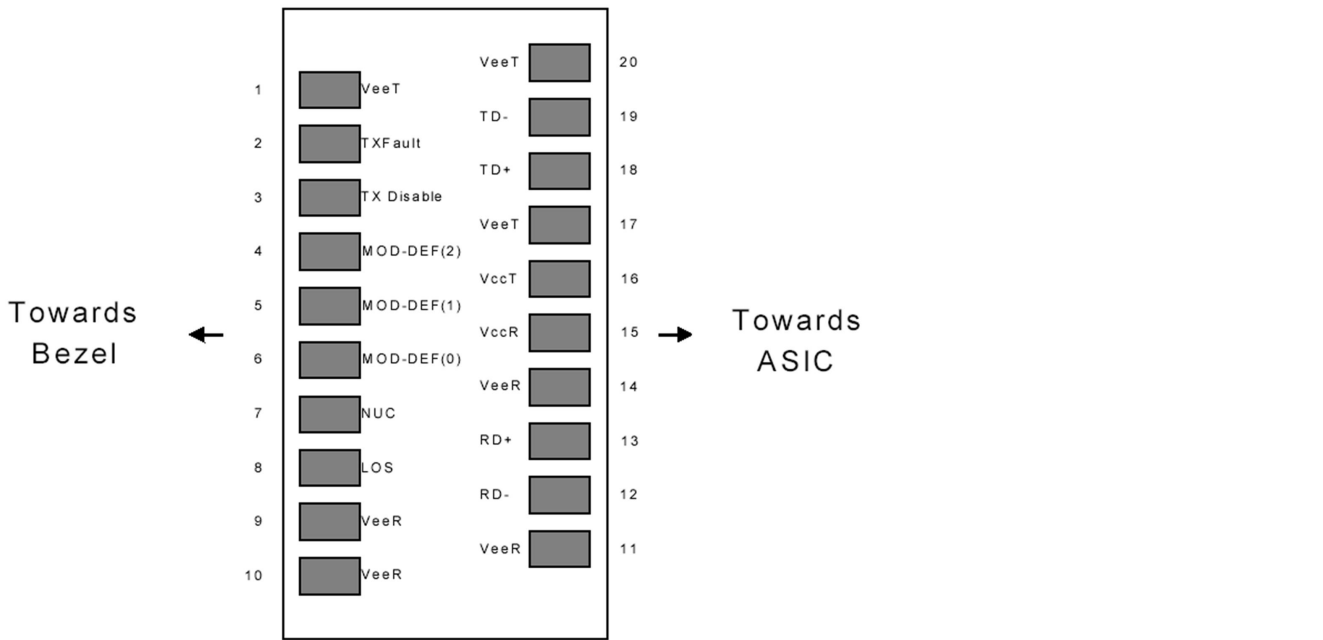 1 VeeT
2 TXFault
3 TX Disable
4 MOD-DEF(2)
5 MOD-DEF(1)
6 MOD-DEF(0)
7 NUC
8 LOS
9 VeeR
10 VeeR
VeeT 20
TD- 19
TD+ 18
VeeT 17
VccT 16
VccR 15
VeeR 14
RD+ 13
RD- 12
VeeR 11
Towards
Bezel
Towards
ASIC